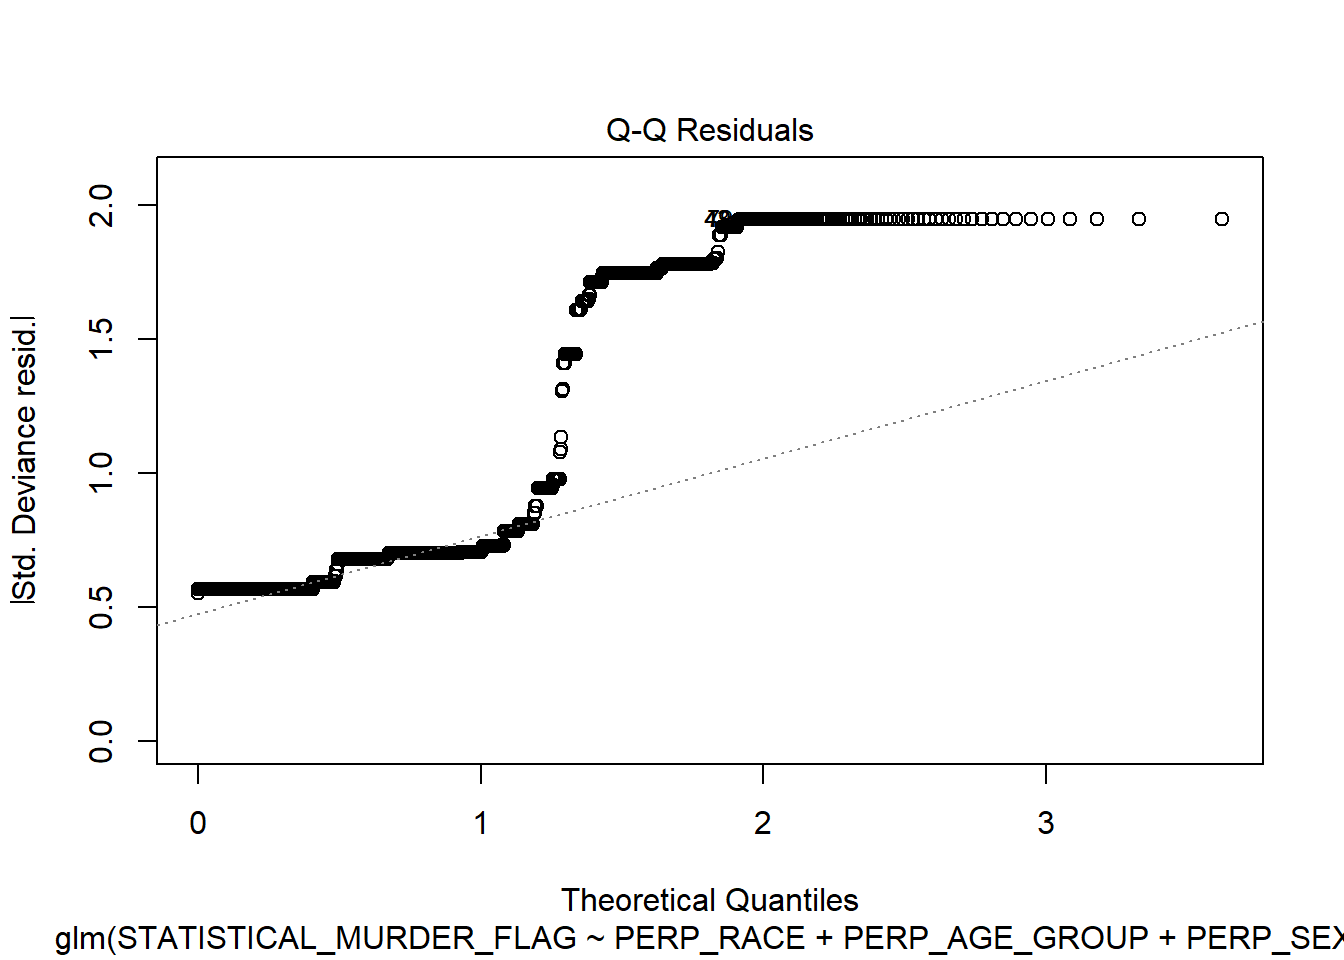 Q-Q Residuals
|Std. Deviance resid.|
2.0
1.5
1.0
0.5
0.0
0 1 2 3
Theoretical Quantiles
glm(STATISTICAL_MURDER_FLAG ~ PERP_RACE + PERP_AGE_GROUP + PERP_SEX